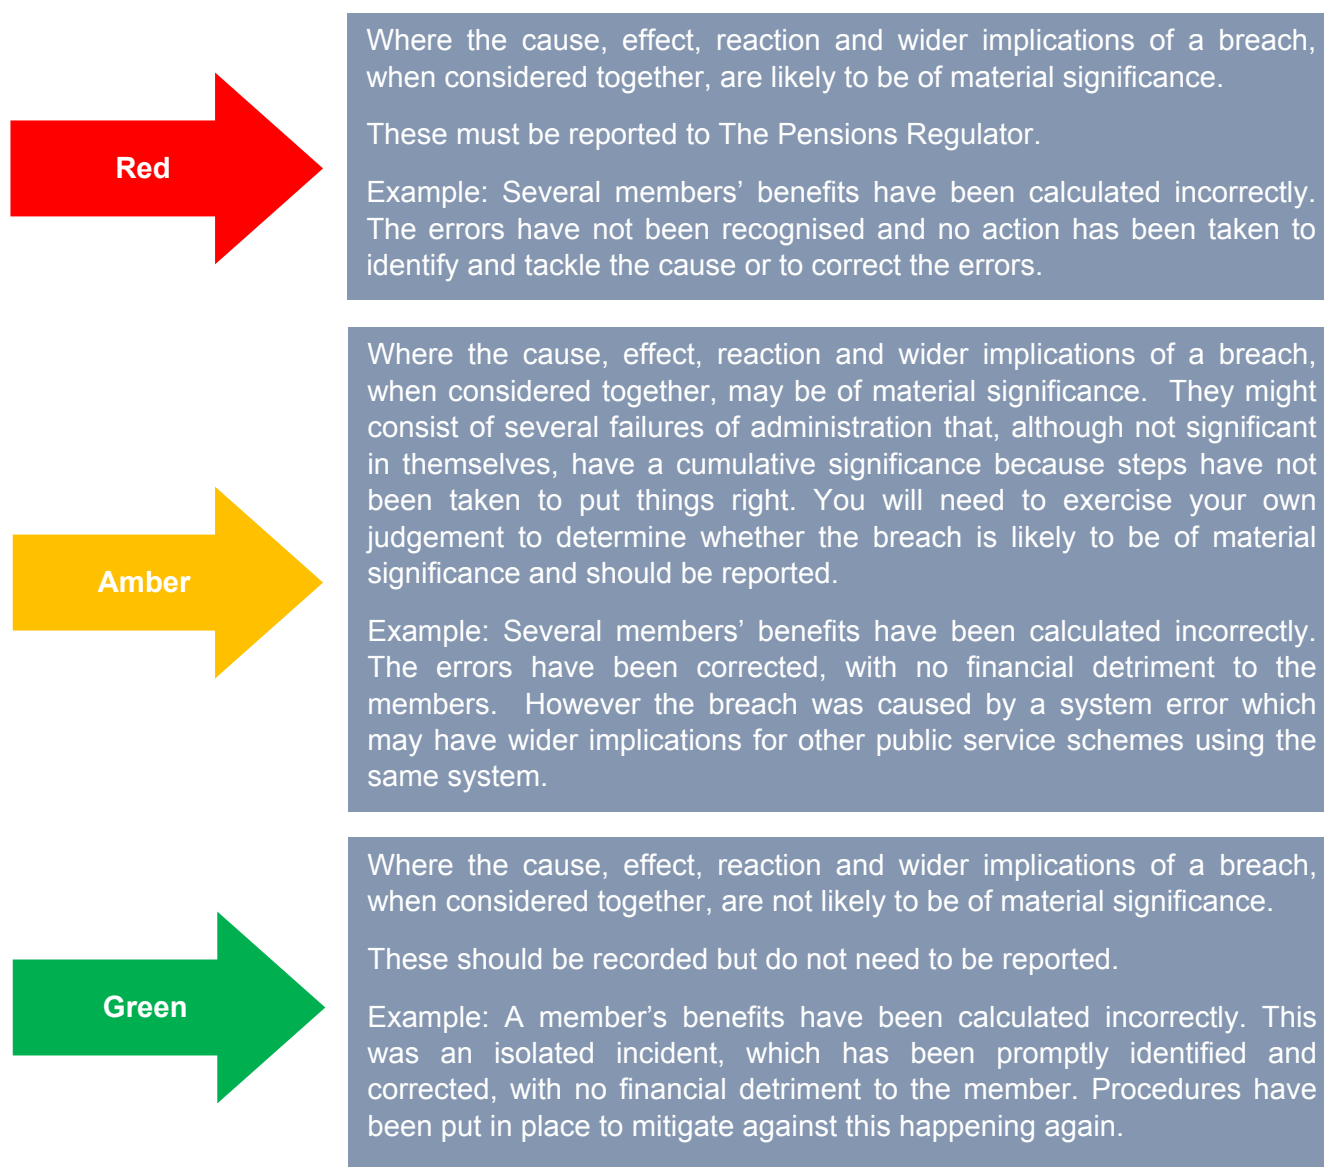 Red
Where the cause, effect, reaction and wider implications of a breach,
when considered together, are likely to be of material significance.
These must be reported to The Pensions Regulator.
Example: Several members’ benefits have been calculated incorrectly.
The errors have not been recognised and no action has been taken to
identify and tackle the cause or to correct the errors.
Amber
Where the cause, effect, reaction and wider implications of a breach,
when considered together, may be of material significance.  They might
consist of several failures of administration that, although not significant
in themselves, have a cumulative significance because steps have not
been taken to put things right. You will need to exercise your own
judgement to determine whether the breach is likely to be of material
significance and should be reported.
Example: Several members’ benefits have been calculated incorrectly.
The errors have been corrected, with no financial detriment to the
members.  However the breach was caused by a system error which
may have wider implications for other public service schemes using the
same system.
Green
Where the cause, effect, reaction and wider implications of a breach,
when considered together, are not likely to be of material significance.
These should be recorded but do not need to be reported.
Example: A member’s benefits have been calculated incorrectly. This
was an isolated incident, which has been promptly identified and
corrected, with no financial detriment to the member. Procedures have
been put in place to mitigate against this happening again.